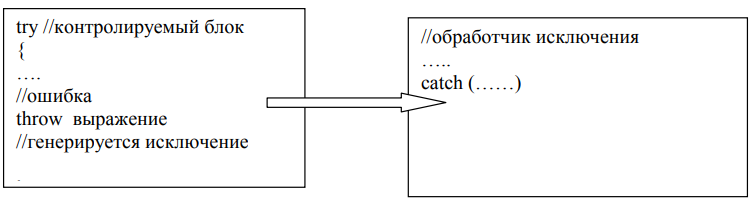 try //контролируемый блок
{
….
//ошибка
throw выражение
//генерируется исключение
.
//обработчик исключения
…..
catch (……)